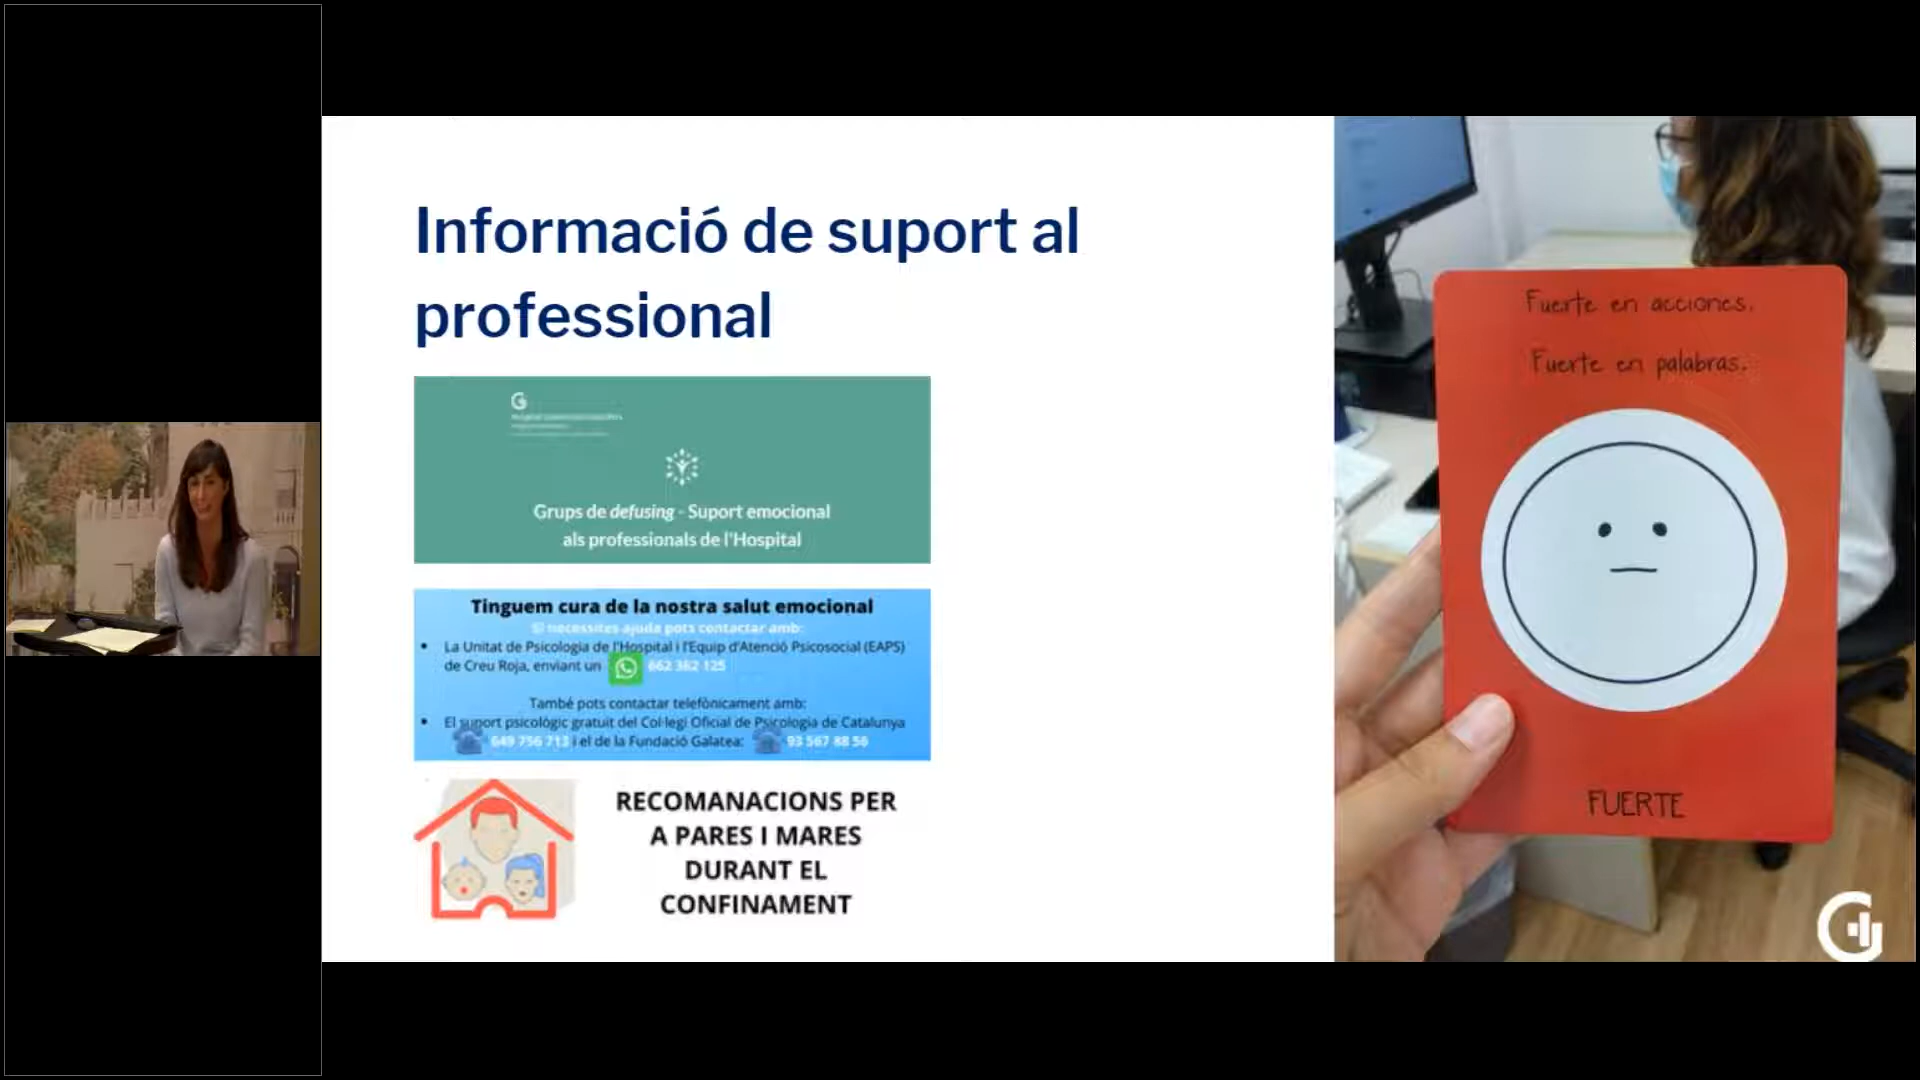 Informació de suport al
professional
Grups de defusing - Suport emocional
als professionals de l'Hospital
Tinguem cura de la nostra salut emocional
Si necessites ajuda pots contactar amb:
• La Unitat de Psicologia de l'Hospital i l'Equip d'Atenció Psicosocial (EAPS)
de Creu Roja, enviant un 662 362 125
També pots contactar telefònicament amb:
• El suport psicològic gratuït del Col·legi Oficial de Psicologia de Catalunya
649 756 713 i el de la Fundació Galatea: 93 567 88 56
RECOMANACIONS PER
A PARES I MARES
DURANT EL
CONFINAMENT
Fuerte en acciones.
Fuerte en palabras.
FUERTE